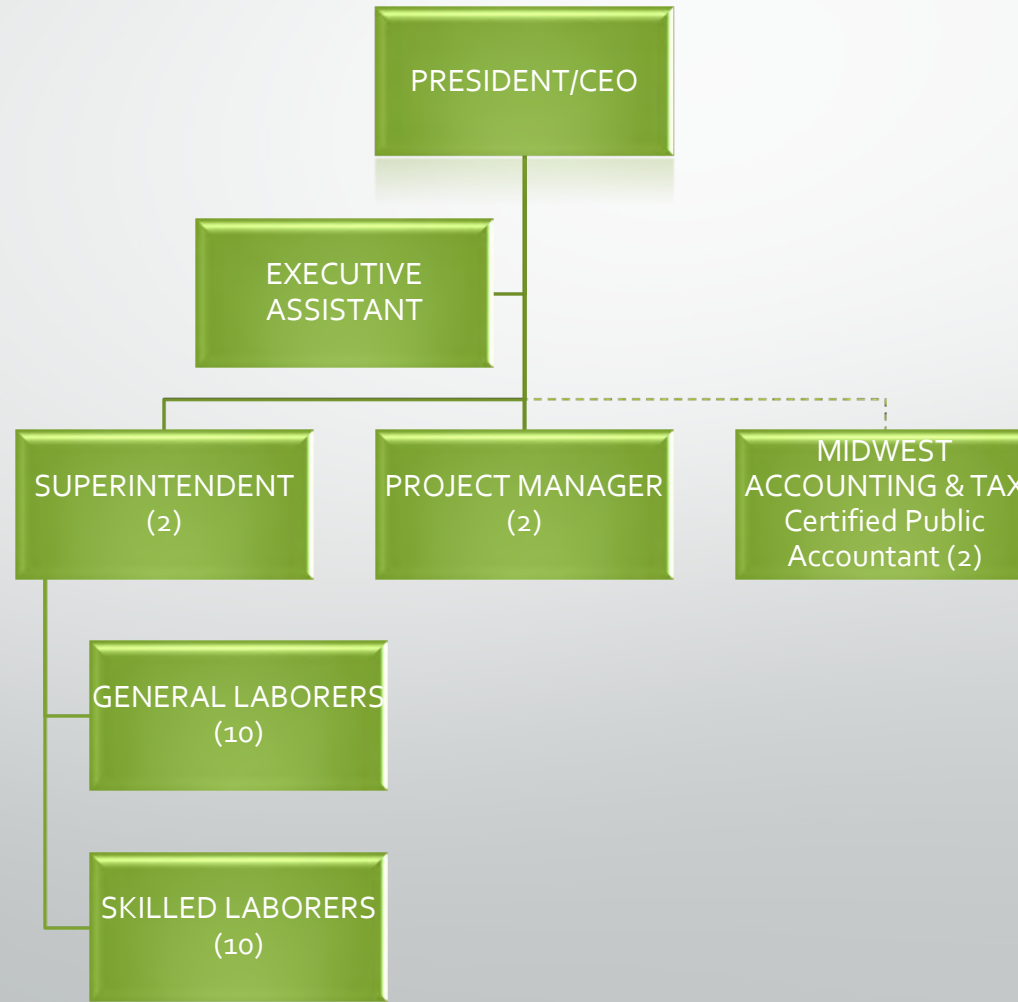 PRESIDENT/CEO
EXECUTIVE
ASSISTANT
SUPERINTENDENT
(2)
PROJECT MANAGER
(2)
MIDWEST
ACCOUNTING & TAX
Certified Public
Accountant (2)
GENERAL LABORERS
(10)
SKILLED LABORERS
(10)